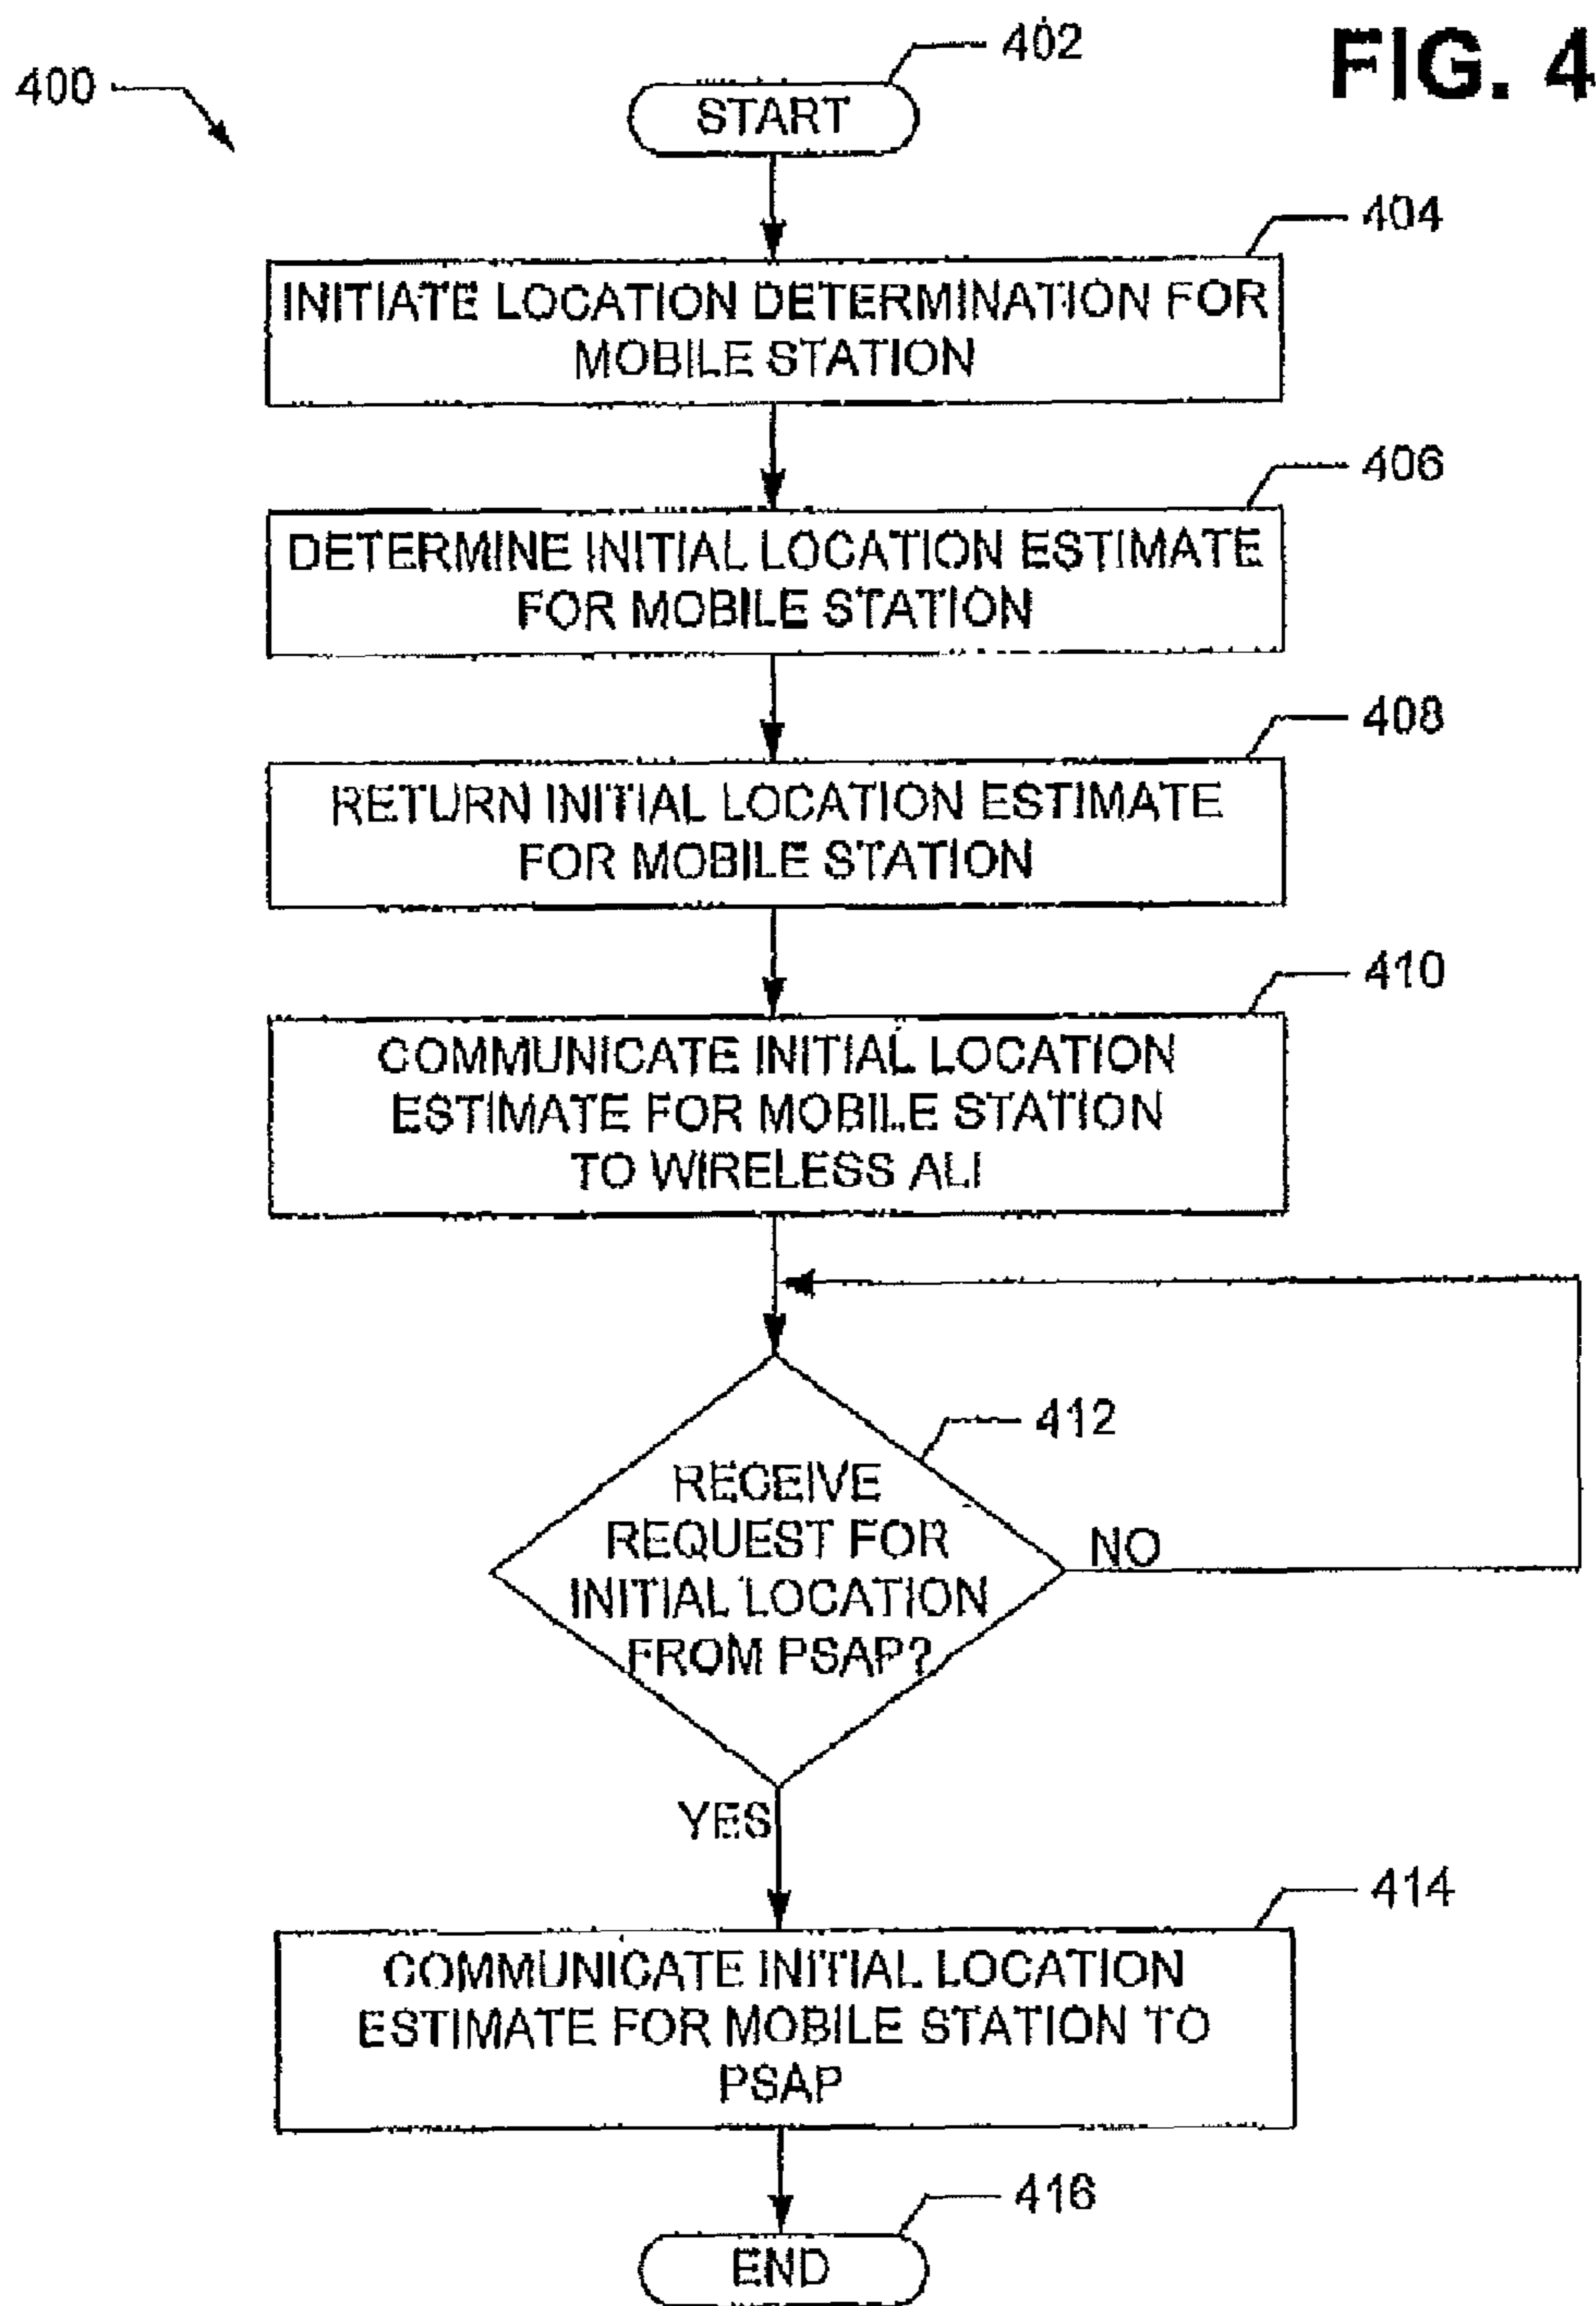 FIG. 4
400
402
START
404
INITIATE LOCATION DETERMINATION FOR
MOBILE STATION
406
DETERMINE INITIAL LOCATION ESTIMATE
FOR MOBILE STATION
408
RETURN INITIAL LOCATION ESTIMATE
FOR MOBILE STATION
410
COMMUNICATE INITIAL LOCATION
ESTIMATE FOR MOBILE STATION
TO WIRELESS ALI
412
RECEIVE
REQUEST FOR
INITIAL LOCATION
FROM PSAP?
NO
YES
414
COMMUNICATE INITIAL LOCATION
ESTIMATE FOR MOBILE STATION TO
PSAP
416
END